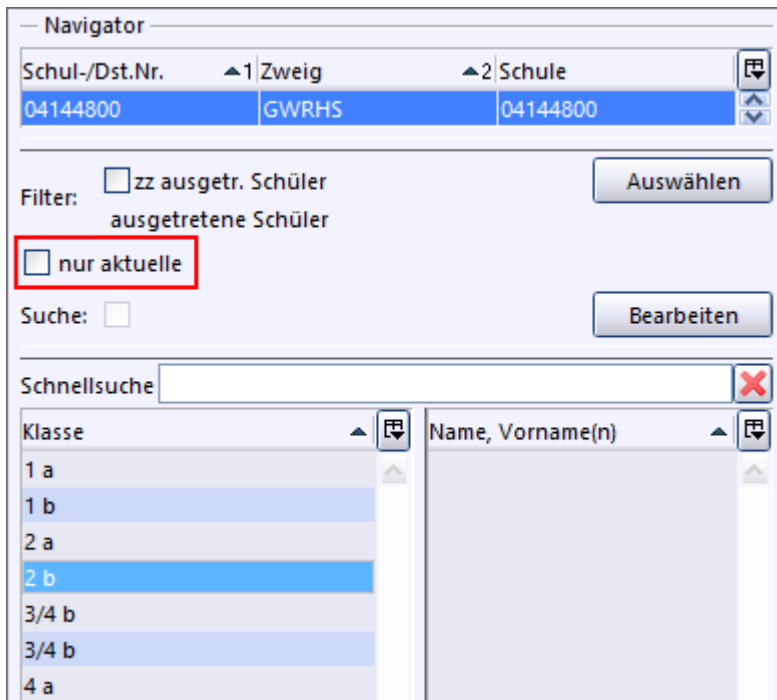 Navigator
Schul-/Dst.Nr. 1 Zweig 2 Schule
04144800 GWRHS 04144800
Filter: zz ausgetr. Schüler Auswählen
ausgetretene Schüler
nur aktuelle
Suche: Bearbeiten
Schnellsuche
Klasse Name, Vorname(n)
1 a
1 b
2 a
2 b
3/4 b
3/4 b
4 a